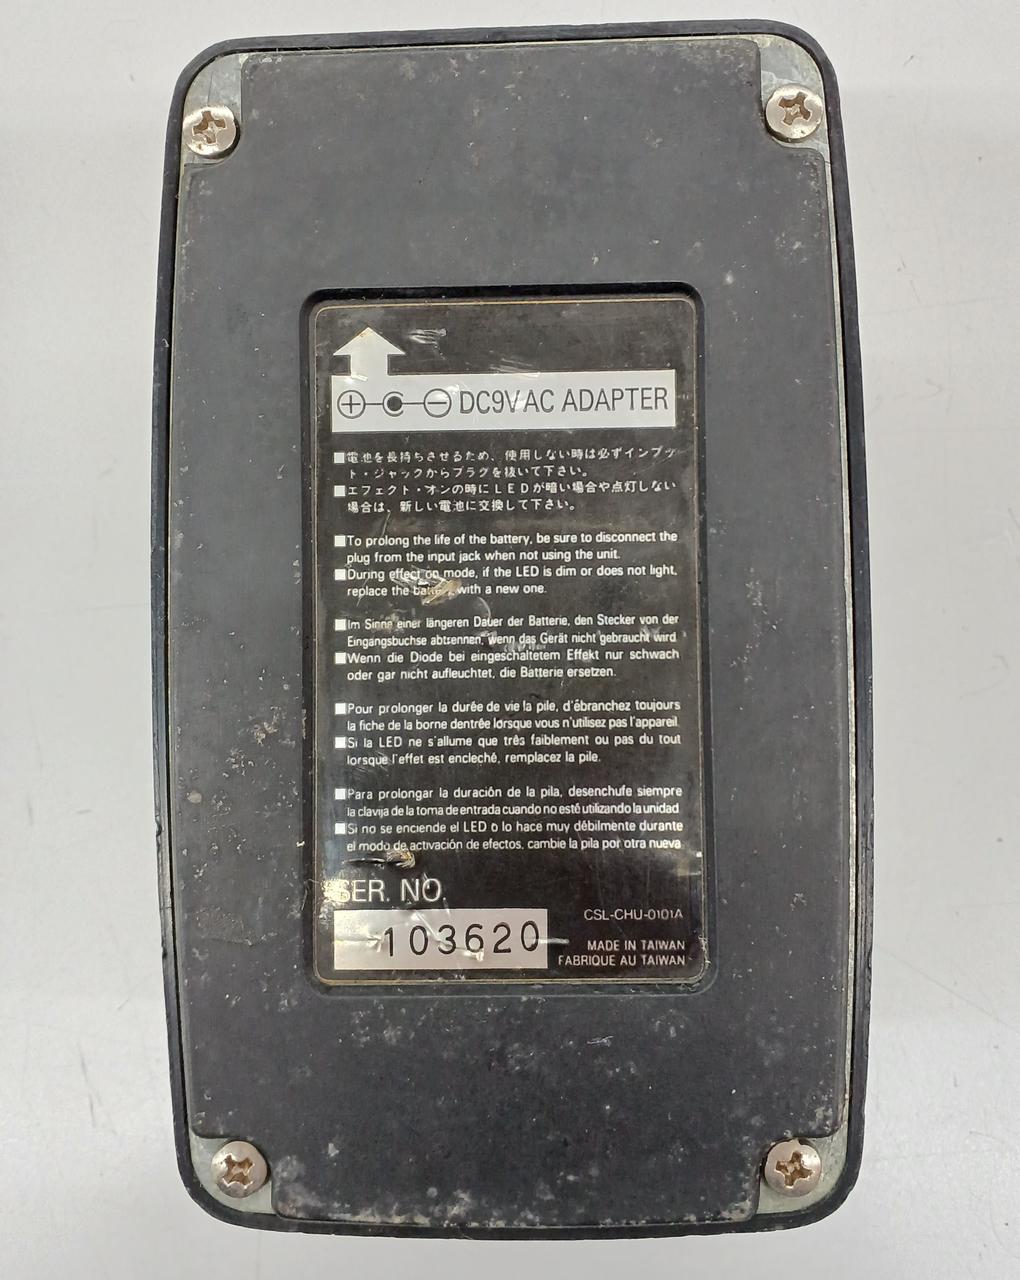 DC9V AC ADAPTER
■電池を長持ちさせるため、使用しない時は必ずインプッ
ト・ジャックからプラグを抜いて下さい。
■エフェクト・オンの時にLEDが暗い場合や点灯しない
場合は、新しい電池に交換して下さい。
■To prolong the life of the battery, be sure to disconnect the
plug from the input jack when not using the unit.
■During effect on mode, if the LED is dim or does not light,
replace the battery with a new one.
■Im Sinne einer längeren Dauer der Batterie, den Stecker von der
Eingangsbuchse abtsennen, wenn das Gerät nicht gebraucht wird
■Wenn die Diode bei eingeschaltetem Effekt nur schwach
oder gar nicht aufleuchtet, die Batterie ersetzen.
■Pour prolonger la durée de vie la pile, d'ébranchez toujours
la fiche de la borne dentrée lorsque vous n'utilisez pas l'appareil.
■Si la LED ne s'allume que três faiblement ou pas du tout
lorsque l'effet est encleché, remplacez la pile.
■Para prolongar la duración de la pila, desenchufe siempre
la clavija de la toma de entrada cuando no esté utilizando la unidad
■Si no se enciende el LED o lo hace muy débilmente durante
el modo de activación de efectos, cambie la pila por otra nueva
SER. NO.
103620
CSL-CHU-0101A
MADE IN TAIWAN
FABRIQUE AU TAIWAN